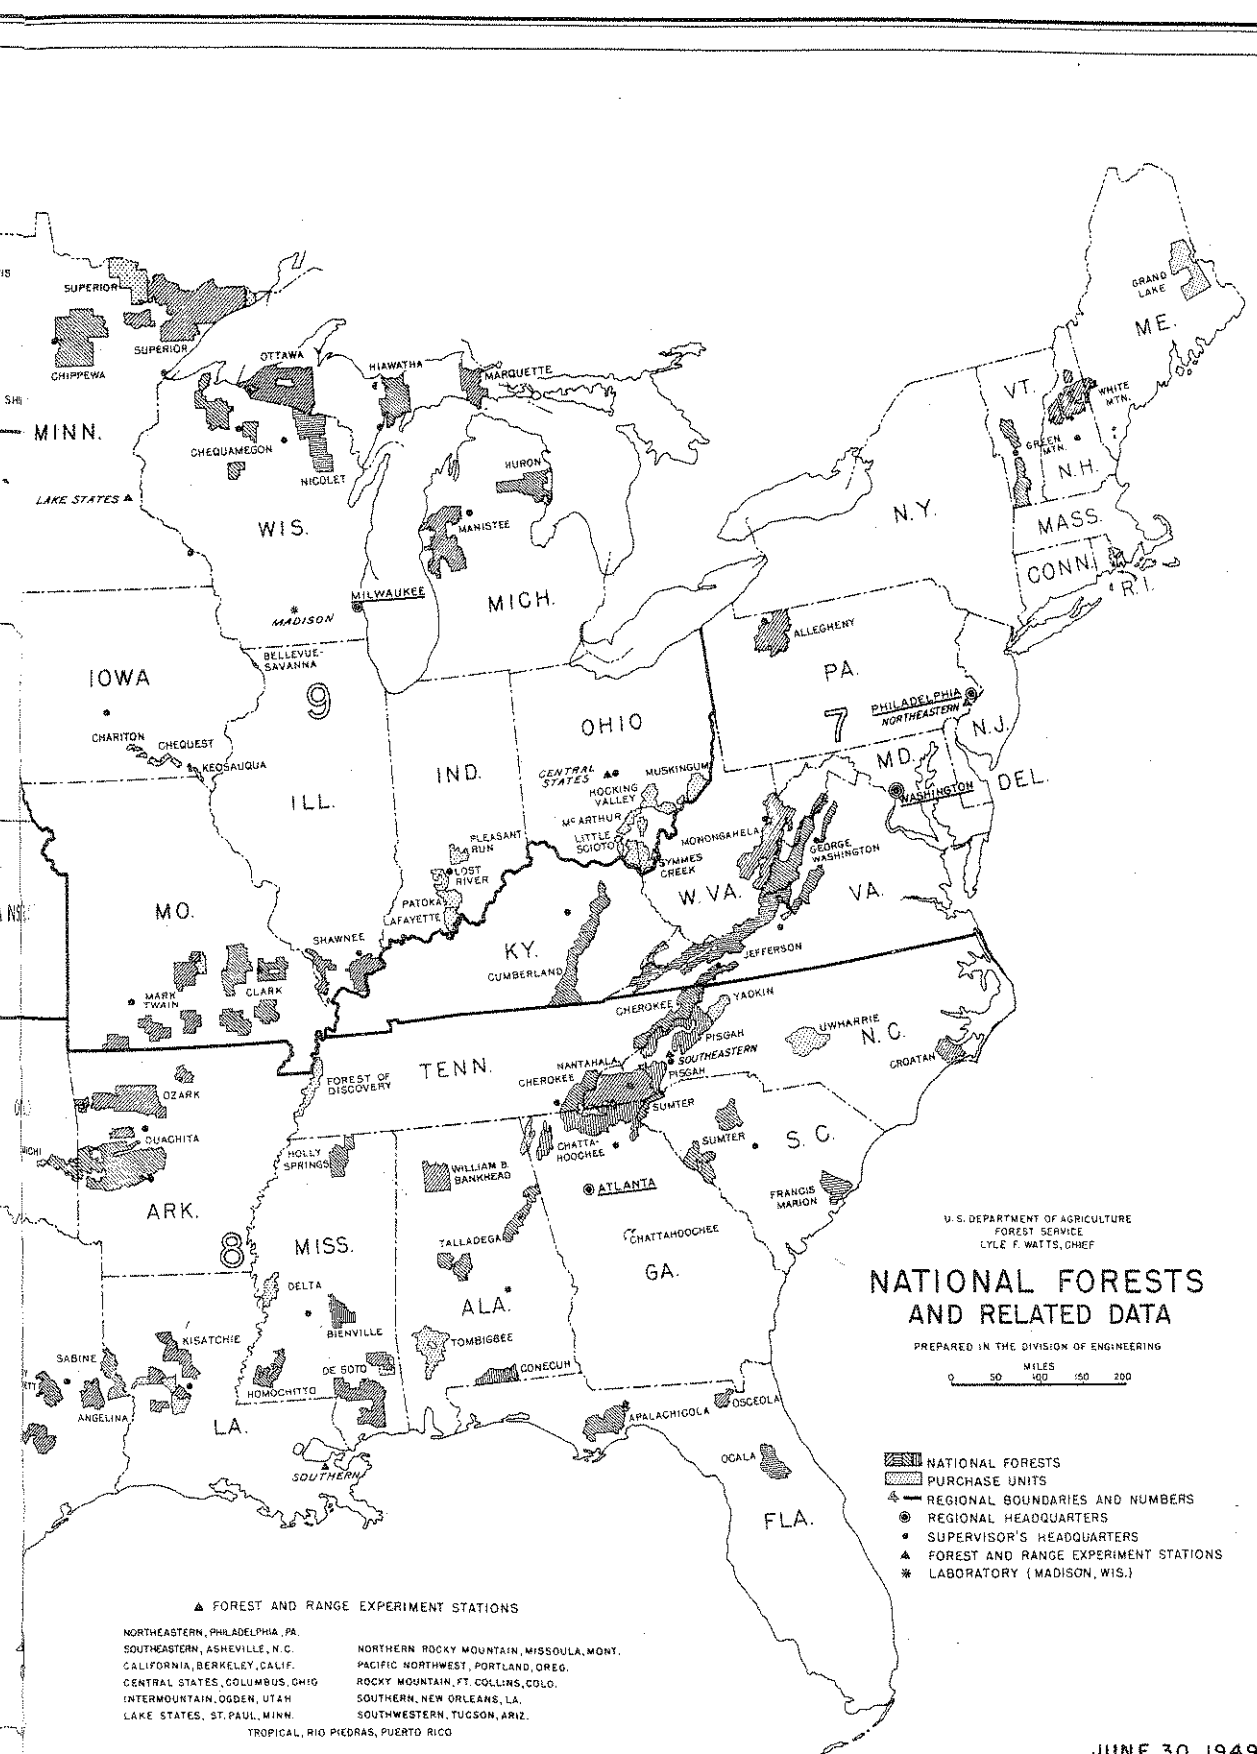 SUPERIOR
SUPERIOR
CHIPPEWA
MINN.
OTTAWA
HIAWATHA
MARQUETTE
CHEQUAMEGON
NICOLET
LAKE STATES
WIS.
HURON
MANISTEE
MICH.
MILWAUKEE
MADISON
GRAND
LAKE
ME.
VT.
WHITE
MTN.
GREEN
MTN.
N.H.
N.Y.
MASS.
CONN.
R.I.
ALLEGHENY
PA.
PHILADELPHIA
NORTHEASTERN
7
N.J.
MD.
DEL.
WASHINGTON
BELLEVUE-
SAVANNA
IOWA
9
CHARITON
CHEQUEST
KEOSAUQUA
OHIO
IND.
ILL.
CENTRAL
STATES
MUSKINGUM
HOCKING
VALLEY
McARTHUR
LITTLE
SCIOTO
SYMMES
CREEK
PLEASANT
RUN
LOST
RIVER
PATOKA
LAFAYETTE
MONONGAHELA
GEORGE
WASHINGTON
W. VA.
VA.
JEFFERSON
MO.
SHAWNEE
KY.
CUMBERLAND
MARK
TWAIN
CLARK
CHEROKEE
YADKIN
PISGAH
UWHARRIE
N. C.
CROATAN
SOUTHEASTERN
NANTAHALA
PISGAH
CHEROKEE
TENN.
FOREST OF
DISCOVERY
OZARK
OUACHITA
SUMTER
SUMTER
S. C.
CHATTA-
HOOCHEE
HOLLY
SPRINGS
WILLIAM B.
BANKHEAD
ATLANTA
FRANCIS
MARION
ARK.
8
MISS.
TALLADEGA
CHATTAHOOCHEE
GA.
DELTA
ALA.
BIENVILLE
TOMBIGBEE
KISATCHIE
SABINE
ANGELINA
HOMOCHITTO
DE SOTO
CONECUH
LA.
SOUTHERN
APALACHICOLA
OSCEOLA
OCALA
FLA.
U. S. DEPARTMENT OF AGRICULTURE
FOREST SERVICE
LYLE F. WATTS, CHIEF
NATIONAL FORESTS
AND RELATED DATA
PREPARED IN THE DIVISION OF ENGINEERING
MILES
0 50 100 150 200
NATIONAL FORESTS
PURCHASE UNITS
REGIONAL BOUNDARIES AND NUMBERS
REGIONAL HEADQUARTERS
SUPERVISOR'S HEADQUARTERS
FOREST AND RANGE EXPERIMENT STATIONS
LABORATORY (MADISON, WIS.)
FOREST AND RANGE EXPERIMENT STATIONS
NORTHEASTERN, PHILADELPHIA, PA.
SOUTHEASTERN, ASHEVILLE, N.C.
CALIFORNIA, BERKELEY, CALIF.
CENTRAL STATES, COLUMBUS, OHIO
INTERMOUNTAIN, OGDEN, UTAH
LAKE STATES, ST. PAUL, MINN.
NORTHERN ROCKY MOUNTAIN, MISSOULA, MONT.
PACIFIC NORTHWEST, PORTLAND, OREG.
ROCKY MOUNTAIN, FT. COLLINS, COLO.
SOUTHERN, NEW ORLEANS, LA.
SOUTHWESTERN, TUCSON, ARIZ.
TROPICAL, RIO PIEDRAS, PUERTO RICO
JUNE 30, 1949